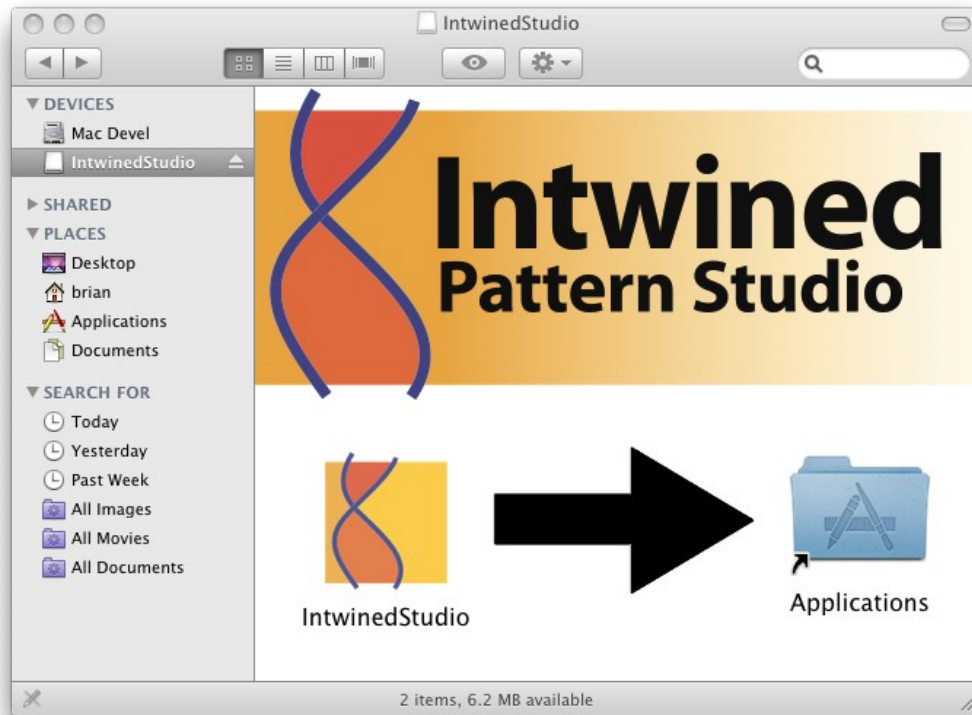 IntwinedStudio
DEVICES
Mac Devel
IntwinedStudio
SHARED
PLACES
Desktop
brian
Applications
Documents
SEARCH FOR
Today
Yesterday
Past Week
All Images
All Movies
All Documents
Intwined
Pattern Studio
IntwinedStudio
Applications
2 items, 6.2 MB available